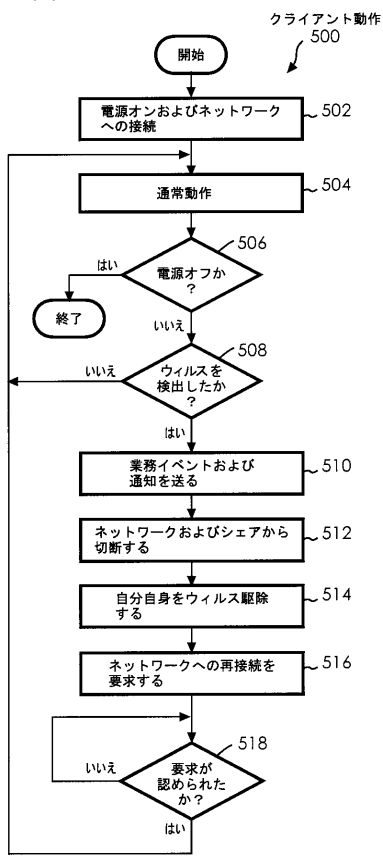 クライアント動作
500
開始
電源オンおよびネットワーク
への接続
502
通常動作
504
506
電源オフか
?
はい
終了
いいえ
508
ウィルスを
検出したか
?
いいえ
はい
業務イベントおよび
通知を送る
510
ネットワークおよびシェアから
切断する
512
自分自身をウィルス駆除
する
514
ネットワークへの再接続を
要求する
516
518
要求が
認められた
か?
いいえ
はい